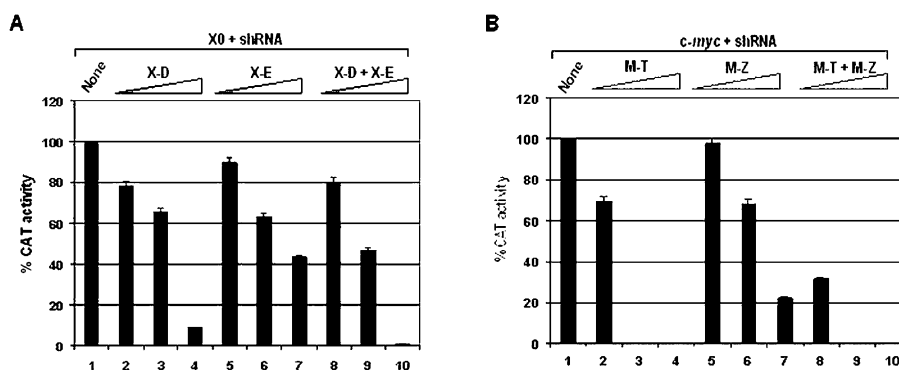 A
X0 + shRNA
None
X-D
X-E
X-D + X-E
120
100
80
60
40
20
0
% CAT activity
1 2 3 4 5 6 7 8 9 10
B
c-myc + shRNA
None
M-T
M-Z
M-T + M-Z
120
100
80
60
40
20
0
% CAT activity
1 2 3 4 5 6 7 8 9 10